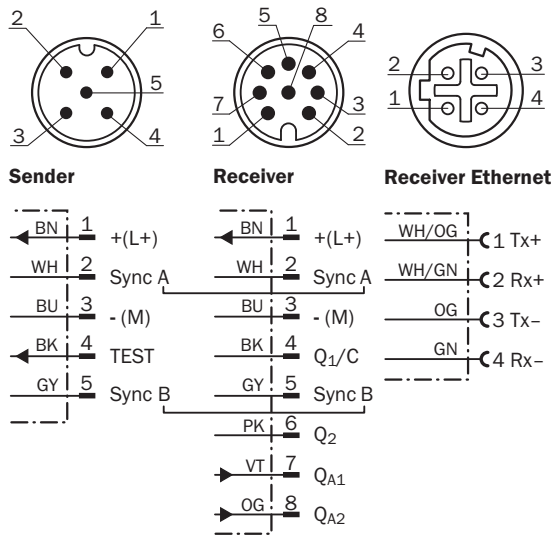 2 1
5
3 4
5 8
6 4
7 3
1 2
2 3
1 4
Sender
BN 1 +(L+)
WH 2 Sync A
BU 3 - (M)
BK 4 TEST
GY 5 Sync B
Receiver
BN 1 +(L+)
WH 2 Sync A
BU 3 - (M)
BK 4 Q1/C
GY 5 Sync B
PK 6 Q2
VT 7 QA1
OG 8 QA2
Receiver Ethernet
WH/OG 1 Tx+
WH/GN 2 Rx+
OG 3 Tx–
GN 4 Rx–